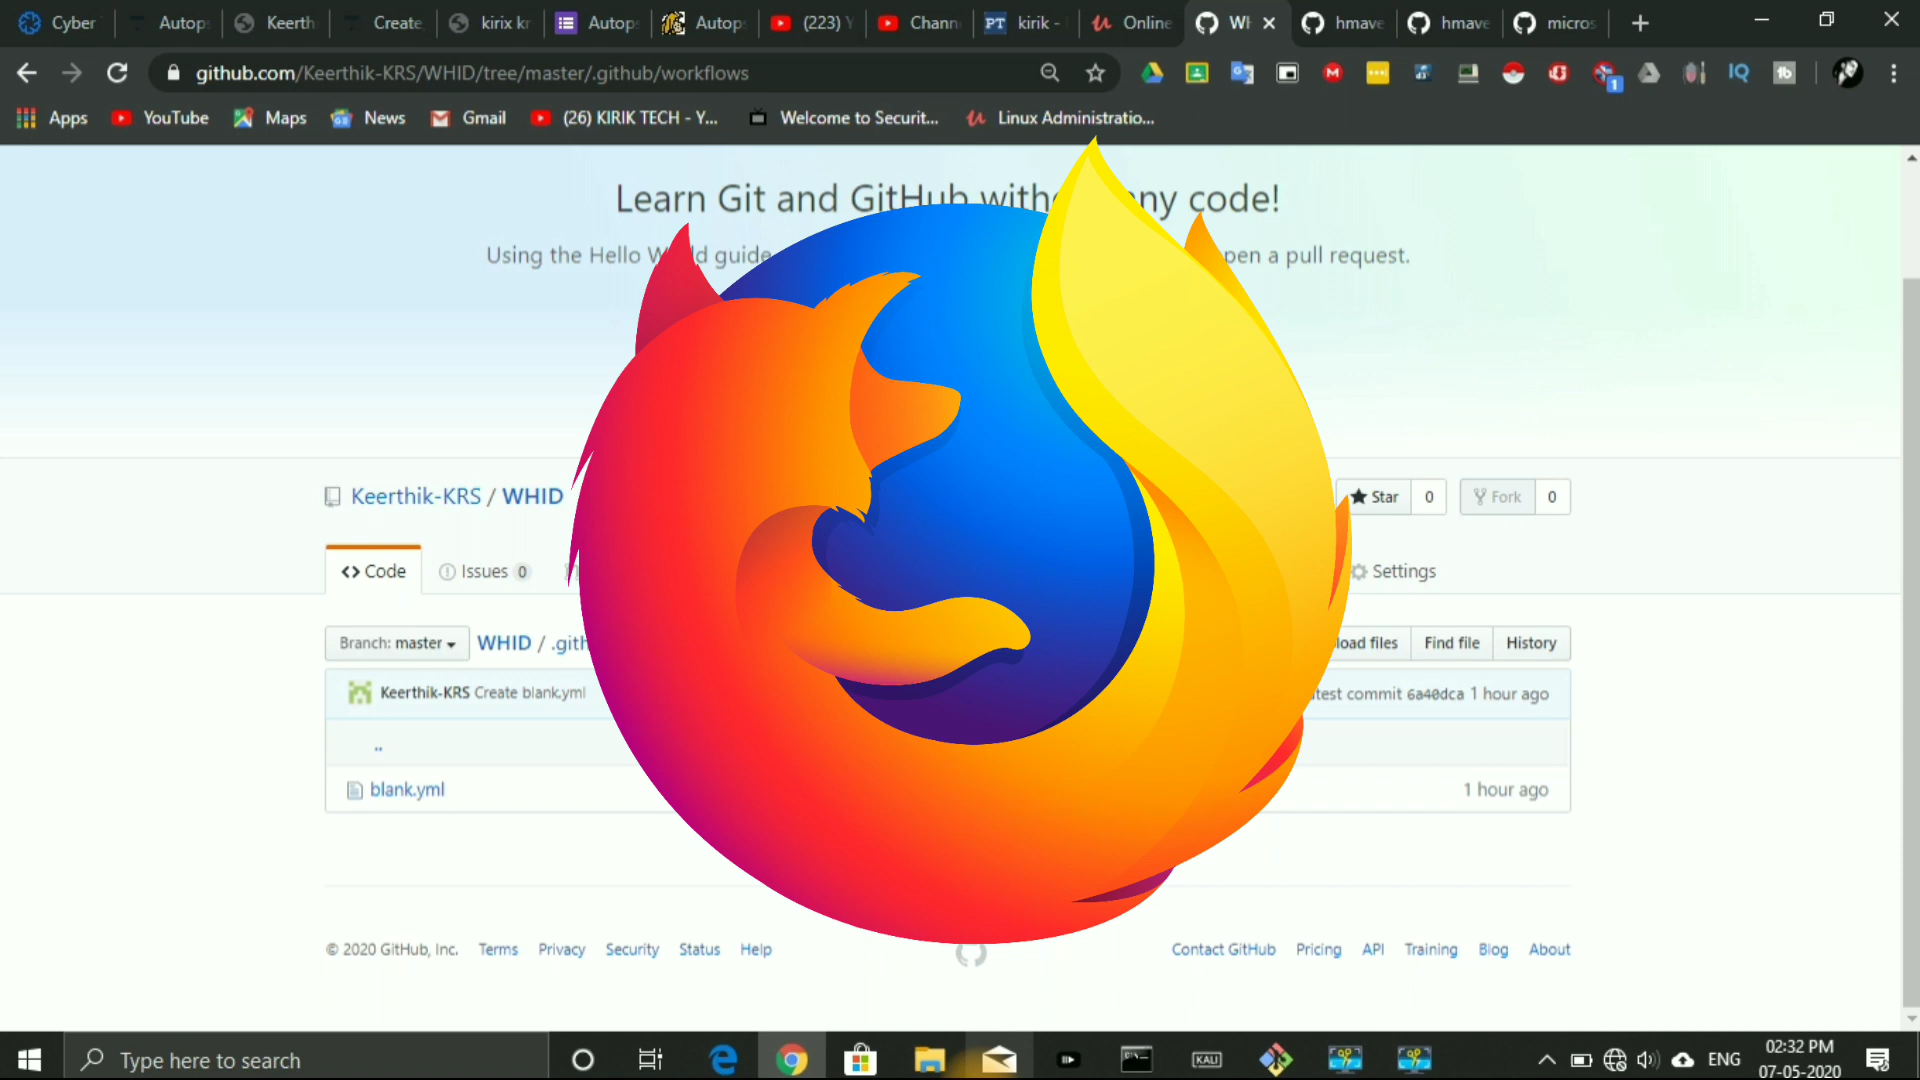 Cyber
Autop
Keerth
Create
kirix kr
Autops
Autops
(223) Y
Chann
kirik -
Online
WH
hmave
hmave
micros
github.com/Keerthik-KRS/WHID/tree/master/.github/workflows
Apps
YouTube
Maps
News
Gmail
(26) KIRIK TECH - Y...
Welcome to Securit...
Linux Administratio...
Learn Git and GitHub with any code!
Using the Hello World guide pen a pull request.
Keerthik-KRS / WHID
Star 0
Fork 0
Code
Issues 0
Settings
Branch: master
WHID / .gith
load files
Find file
History
Keerthik-KRS Create blank.yml
test commit 6a40dca 1 hour ago
..
blank.yml
1 hour ago
© 2020 GitHub, Inc.
Terms
Privacy
Security
Status
Help
Contact GitHub
Pricing
API
Training
Blog
About
Type here to search
KALI
ENG
02:32 PM
07-05-2020